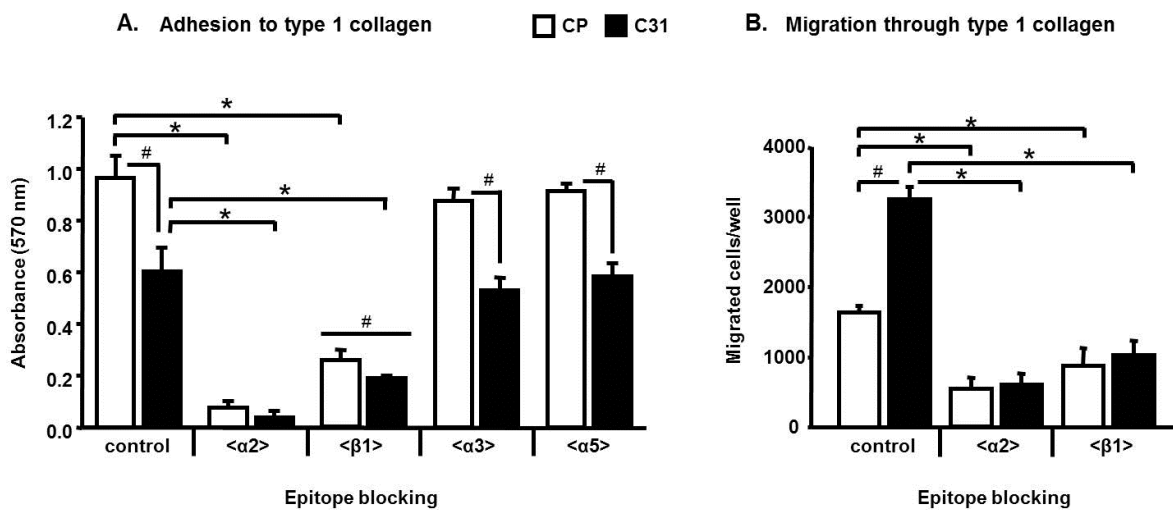 A. Adhesion to type 1 collagen
CP C31
B. Migration through type 1 collagen
Absorbance (570 nm)
1.2
1.0
0.8
0.6
0.4
0.2
0.0
*
*
#
*
*
#
#
#
control <α2> <β1> <α3> <α5>
Epitope blocking
Migrated cells/well
4000
3000
2000
1000
0
*
*
*
#
*
control <α2> <β1>
Epitope blocking